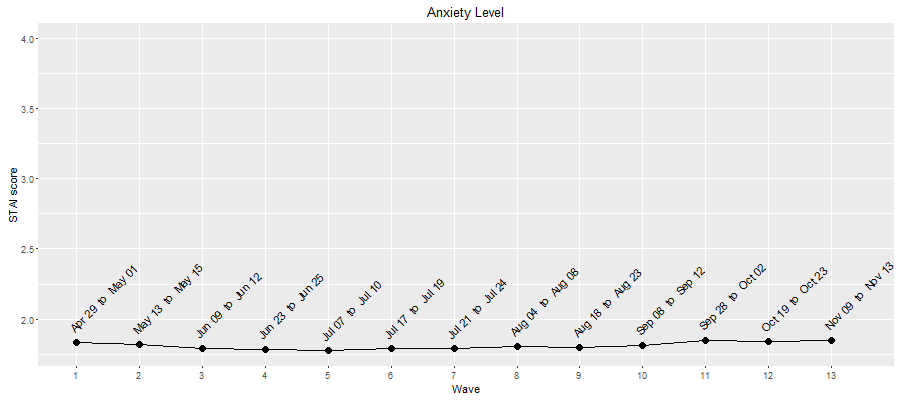 Anxiety Level
STAI score
4.0
3.5
3.0
2.5
2.0
Apr 29 to May 01
May 13 to May 15
Jun 09 to Jun 12
Jun 23 to Jun 25
Jul 07 to Jul 10
Jul 17 to Jul 19
Jul 21 to Jul 24
Aug 04 to Aug 08
Aug 18 to Aug 23
Sep 08 to Sep 12
Sep 28 to Oct 02
Oct 19 to Oct 23
Nov 09 to Nov 13
1 2 3 4 5 6 7 8 9 10 11 12 13
Wave